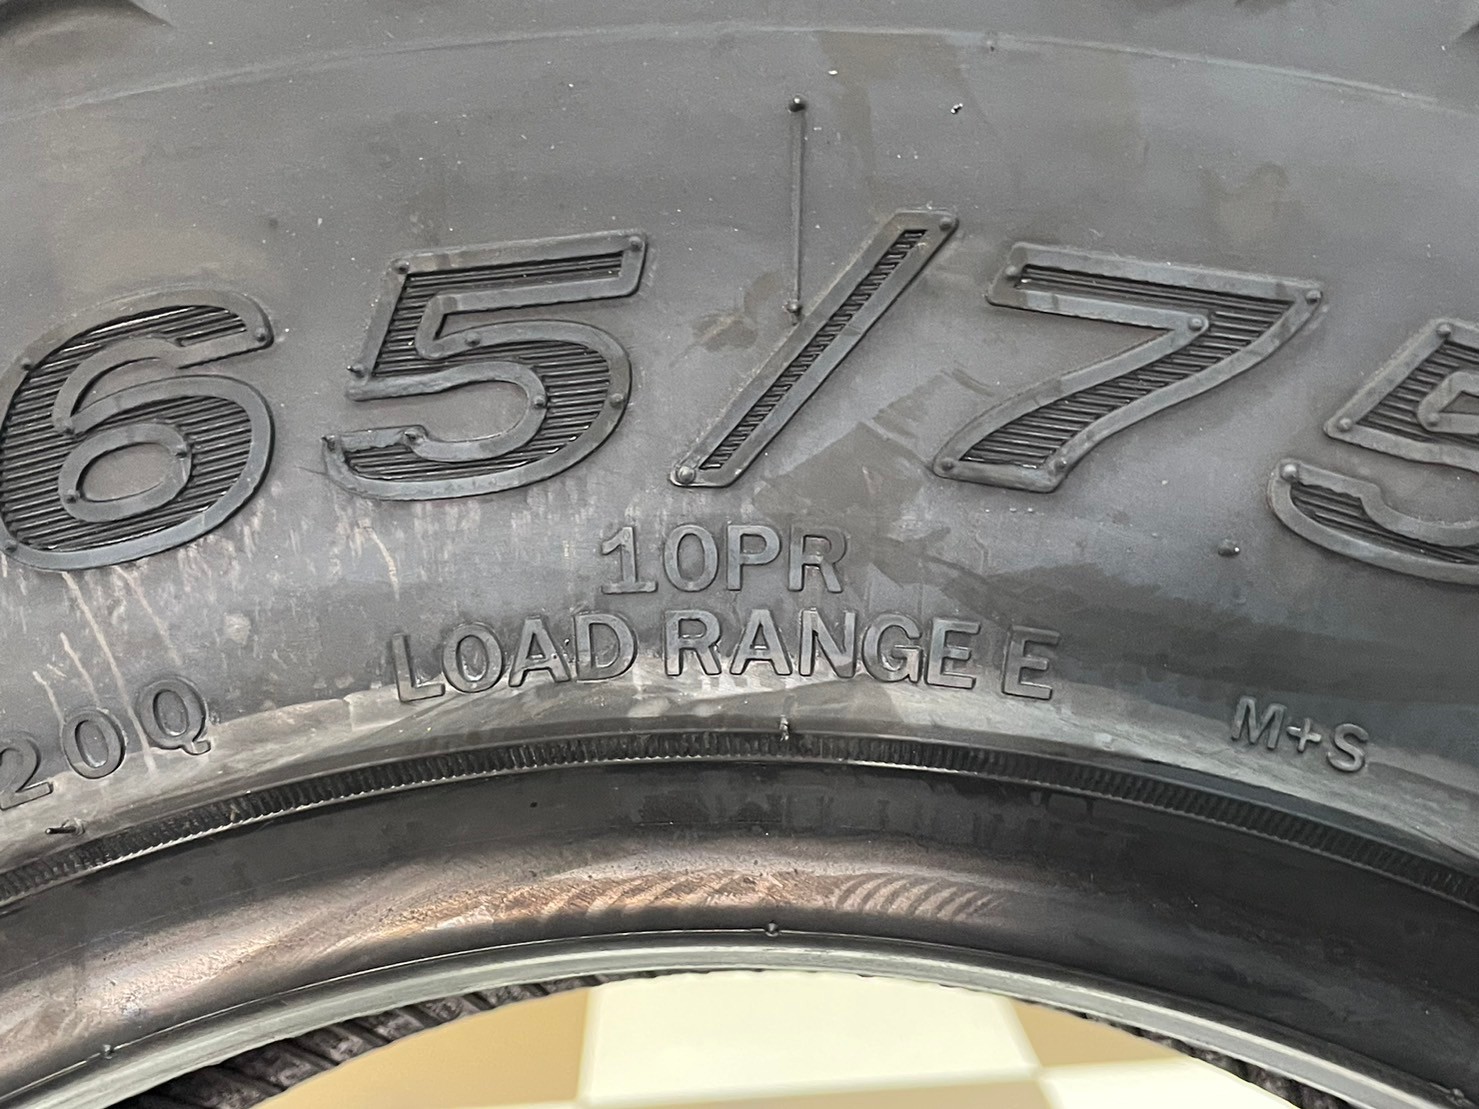 65/75
10PR
LOAD RANGE E
20Q
M+S